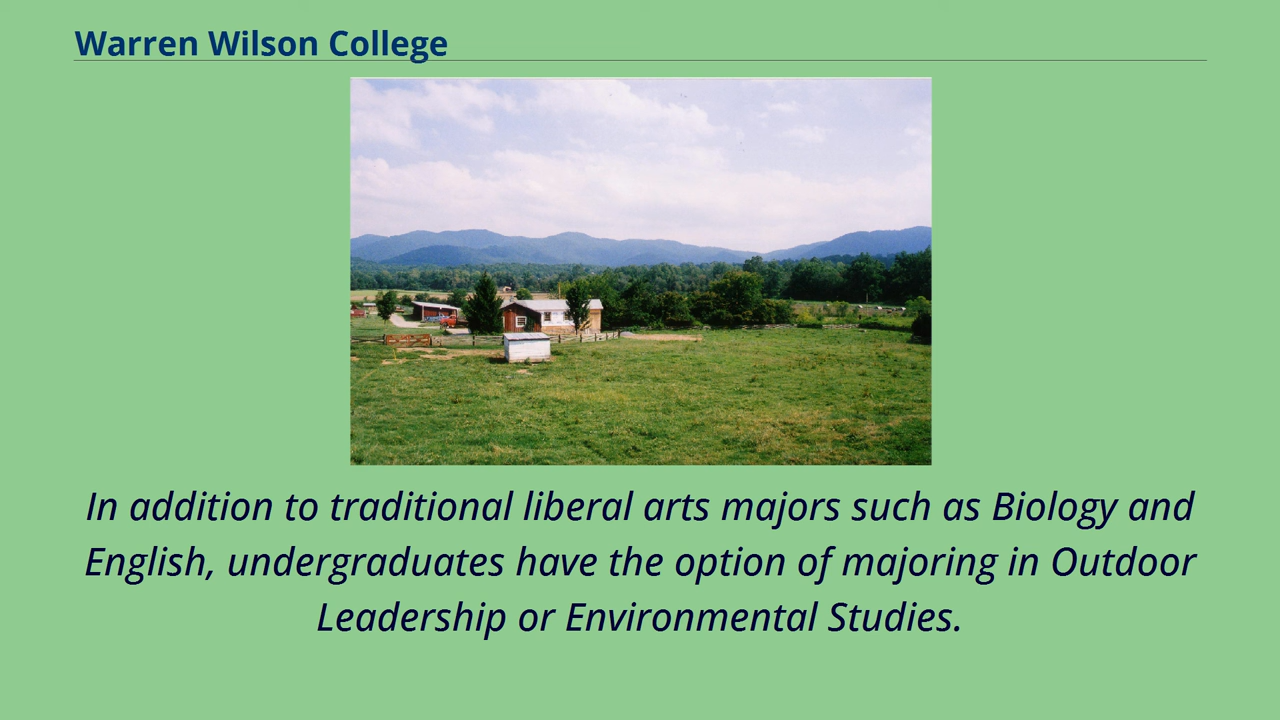 Warren Wilson College
In addition to traditional liberal arts majors such as Biology and
English, undergraduates have the option of majoring in Outdoor
Leadership or Environmental Studies.